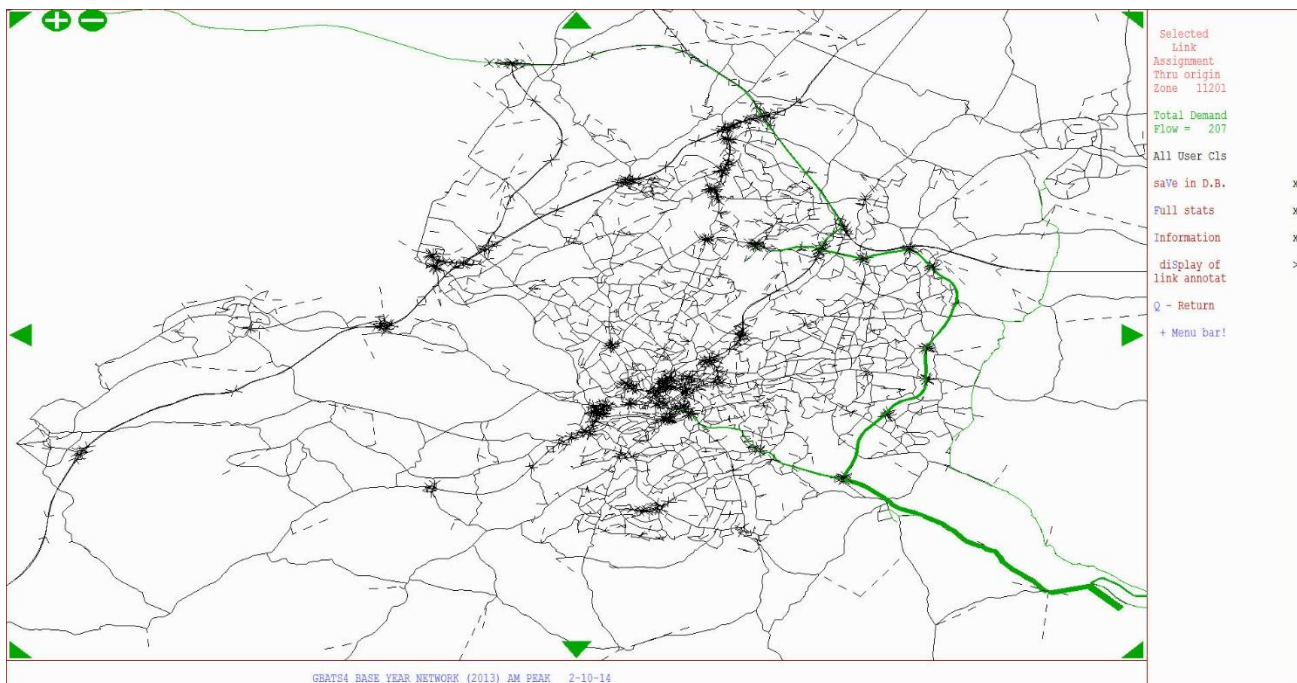 Selected
Link
Assignment
Thru origin
Zone 11201
Total Demand
Flow = 207
All User Cls
saVe in D.B. x
Full stats x
Information x
diSplay of >
link annotat
Q - Return
+ Menu bar!
GBATS4 BASE YEAR NETWORK (2013) AM PEAK 2-10-14